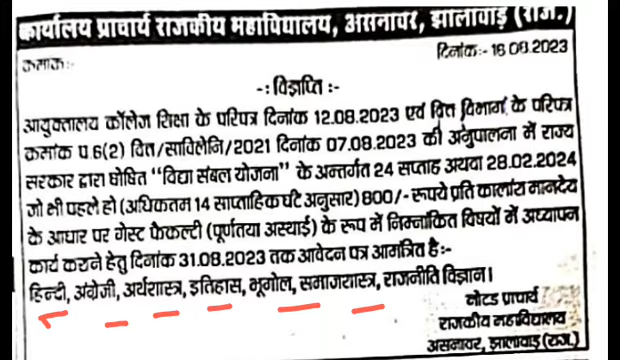 कार्यालय प्राचार्य राजकीय महाविद्यालय, असनावर, झालावाड़ (राज.)
क्रमांक:-
दिनांक:- 16.08.2023
-: विज्ञप्ति :-
आयुक्तालय कॉलेज शिक्षा के परिपत्र दिनांक 12.08.2023 एवं वित्त विभाग के परिपत्र
क्रमांक प 6(2) वित्त/साविलेनि/2021 दिनांक 07.08.2023 की अनुपालना में राज्य
सरकार द्वारा घोषित "विद्या संबल योजना" के अन्तर्गत 24 सप्ताह अथवा 28.02.2024
जो भी पहले हो (अधिकतम 14 साप्ताहिक घंटे अनुसार) 800/- रूपये प्रति कालांश मानदेय
के आधार पर गेस्ट फैकल्टी (पूर्णतया अस्थाई) के रूप में निम्नांकित विषयों में अध्यापन
कार्य कराने हेतु दिनांक 31.08.2023 तक आवेदन पत्र आमंत्रित है:-
हिन्दी, अंग्रेजी, अर्थशास्त्र, इतिहास, भूगोल, समाजशास्त्र, राजनीति विज्ञान।
नोडल प्राचार्य
राजकीय महाविद्यालय
असनावर, झालावाड़ (राज.)